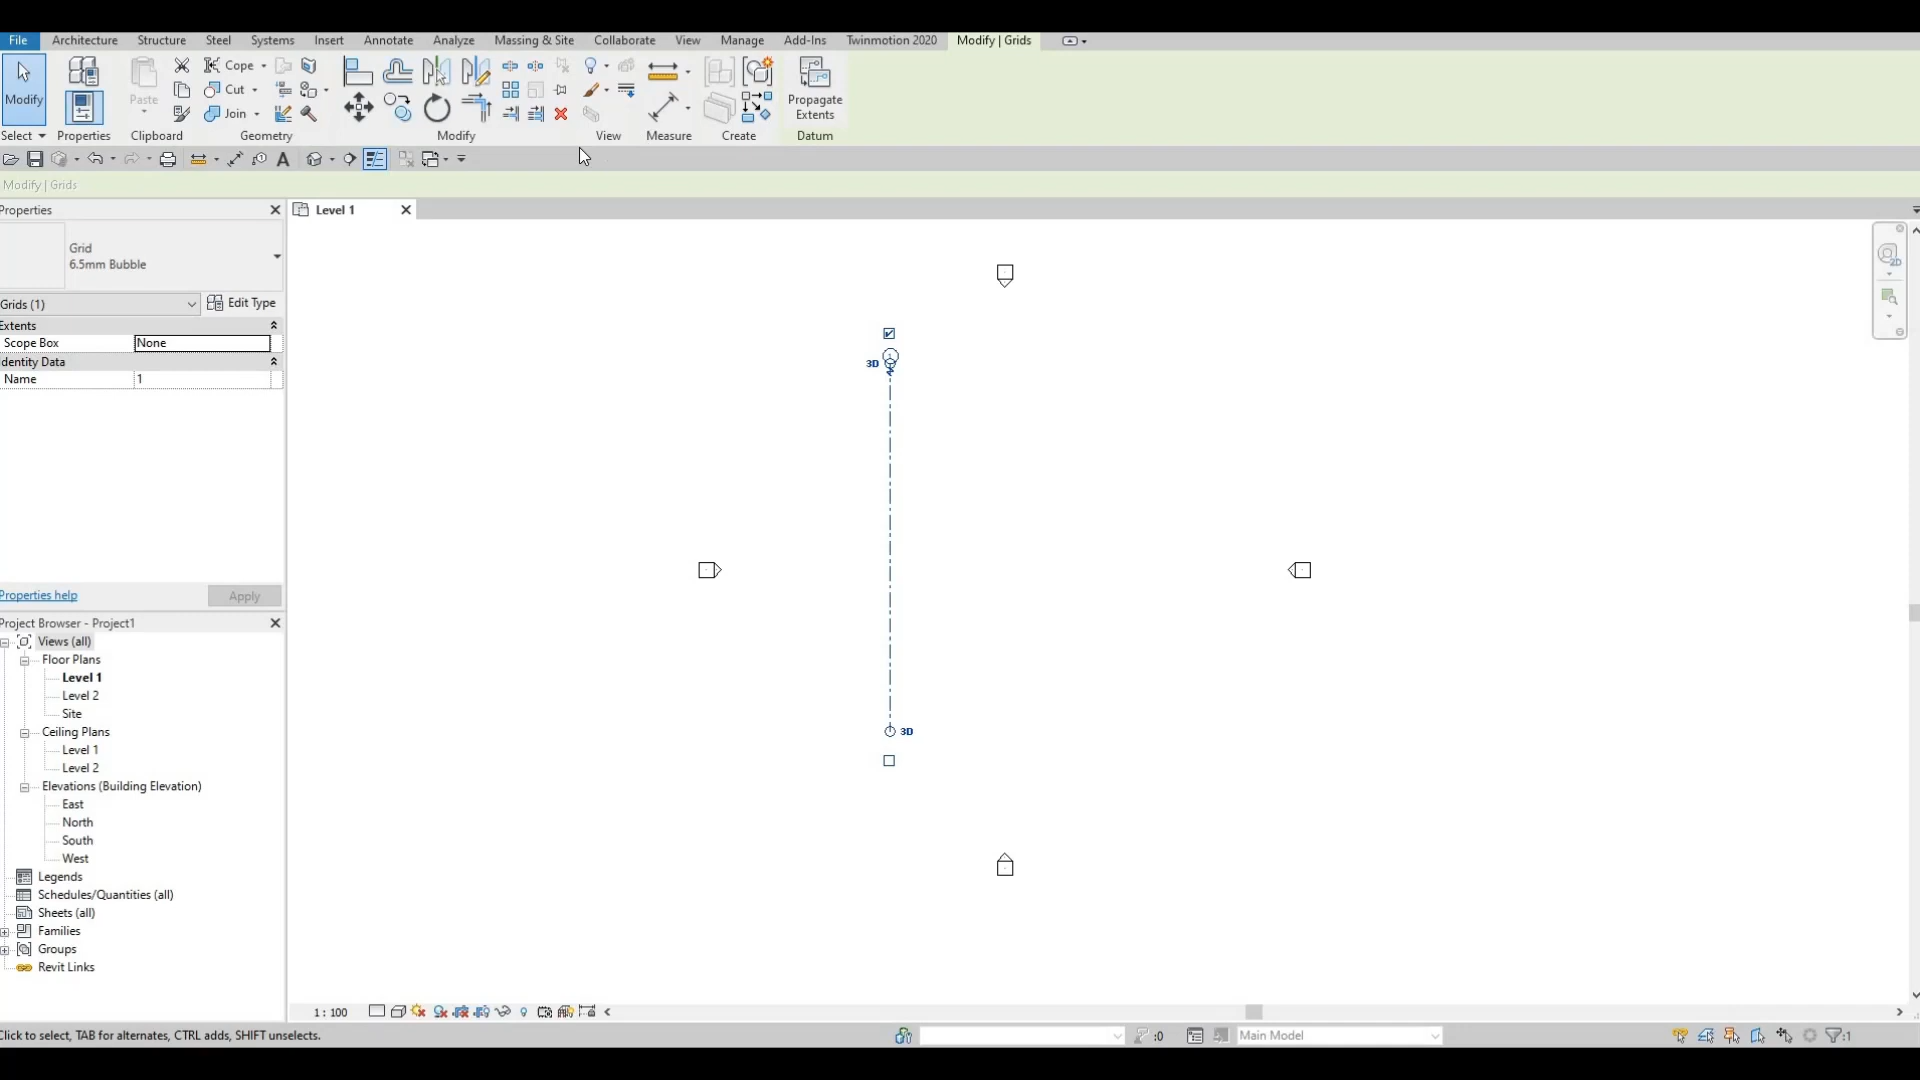 File Architecture Structure Steel Systems Insert Annotate Analyze Massing & Site Collaborate View Manage Add-Ins Twinmotion 2020 Modify | Grids
Cope
Modify Paste Cut Propagate
Join Extents
Select Properties Clipboard Geometry Modify View Measure Create Datum
A
Modify | Grids
Properties Level 1
Grid
6.5mm Bubble
Grids (1) Edit Type
Extents
Scope Box None
Identity Data
Name 1
3D
1
3D
Properties help Apply
Project Browser - Project1
Views (all)
Floor Plans
Level 1
Level 2
Site
Ceiling Plans
Level 1
Level 2
Elevations (Building Elevation)
East
North
South
West
Legends
Schedules/Quantities (all)
Sheets (all)
Families
Groups
Revit Links
1 : 100
Click to select, TAB for alternates, CTRL adds, SHIFT unselects. :0 Main Model :1
2D